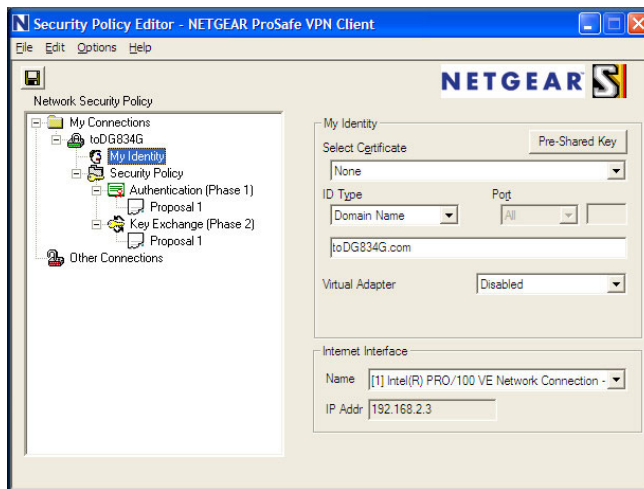 Security Policy Editor - NETGEAR ProSafe VPN Client
File Edit Options Help
NETGEAR
Network Security Policy
My Connections
toDG834G
My Identity
Security Policy
Authentication (Phase 1)
Proposal 1
Key Exchange (Phase 2)
Proposal 1
Other Connections
My Identity
Select Certificate
Pre-Shared Key
None
ID Type
Port
Domain Name
All
toDG834G.com
Virtual Adapter
Disabled
Internet Interface
Name
[1] Intel(R) PRO/100 VE Network Connection -
IP Addr
192.168.2.3